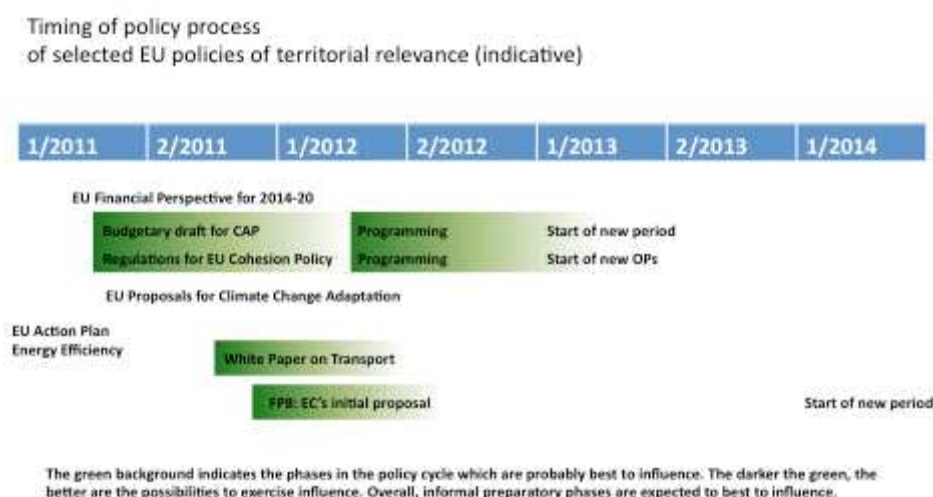 Timing of policy process
of selected EU policies of territorial relevance (indicative)
1/2011 2/2011 1/2012 2/2012 1/2013 2/2013 1/2014
EU Financial Perspective for 2014-20
Budgetary draft for CAP Programming Start of new period
Regulations for EU Cohesion Policy Programming Start of new OPs
EU Proposals for Climate Change Adaptation
EU Action Plan
Energy Efficiency
White Paper on Transport
FP8: EC's initial proposal Start of new period
The green background indicates the phases in the policy cycle which are probably best to influence. The darker the green, the
better are the possibilities to exercise influence. Overall, informal preparatory phases are expected to best to influence.